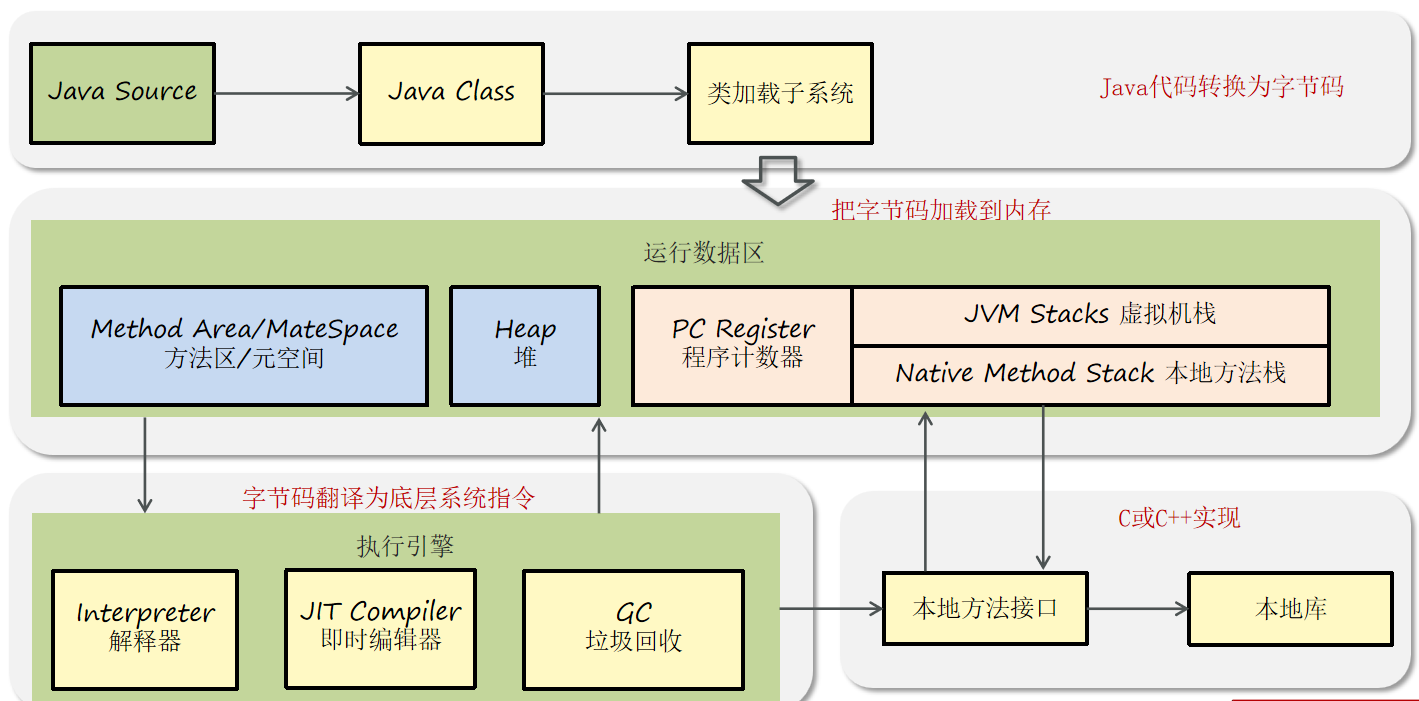 Java Source
Java Class
类加载子系统
Java代码转换为字节码
把字节码加载到内存
运行数据区
Method Area/MateSpace
方法区/元空间
Heap
堆
PC Register
程序计数器
JVM Stacks 虚拟机栈
Native Method Stack 本地方法栈
字节码翻译为底层系统指令
执行引擎
Interpreter
解释器
JIT Compiler
即时编辑器
GC
垃圾回收
C或C++实现
本地方法接口
本地库